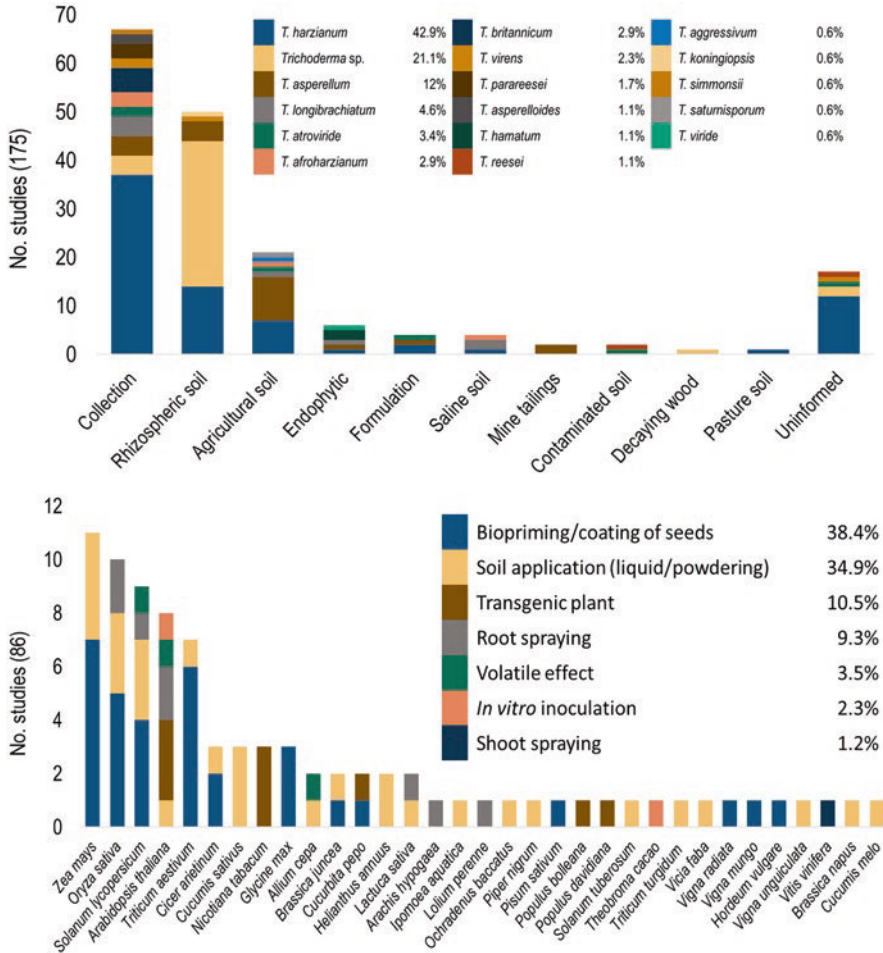 No. studies (175)
70
60
50
40
30
20
10
0
T. harzianum 42.9%
Trichoderma sp. 21.1%
T. asperellum 12%
T. longibrachiatum 4.6%
T. atroviride 3.4%
T. afroharzianum 2.9%
T. britannicum 2.9%
T. virens 2.3%
T. parareesei 1.7%
T. asperelloides 1.1%
T. hamatum 1.1%
T. reesei 1.1%
T. aggressivum 0.6%
T. koningiopsis 0.6%
T. simmonsii 0.6%
T. saturnisporum 0.6%
T. viride 0.6%
Collection
Rhizospheric soil
Agricultural soil
Endophytic
Formulation
Saline soil
Mine tailings
Contaminated soil
Decaying wood
Pasture soil
Uninformed
No. studies (86)
12
10
8
6
4
2
0
Biopriming/coating of seeds 38.4%
Soil application (liquid/powdering) 34.9%
Transgenic plant 10.5%
Root spraying 9.3%
Volatile effect 3.5%
In vitro inoculation 2.3%
Shoot spraying 1.2%
Zea mays
Oryza sativa
Solanum lycopersicum
Arabidopsis thaliana
Triticum aestivum
Cicer arietinum
Cucumis sativus
Nicotiana tabacum
Glycine max
Allium cepa
Brassica juncea
Cucurbita pepo
Helianthus annuus
Lactuca sativa
Arachis hypogaea
Ipomoea aquatica
Lolium perenne
Ochradenus baccatus
Piper nigrum
Pisum sativum
Populus bolleana
Populus davidiana
Solanum tuberosum
Theobroma cacao
Triticum turgidum
Vicia faba
Vigna radiata
Vigna mungo
Hordeum vulgare
Vigna unguiculata
Vitis vinifera
Brassica napus
Cucumis melo